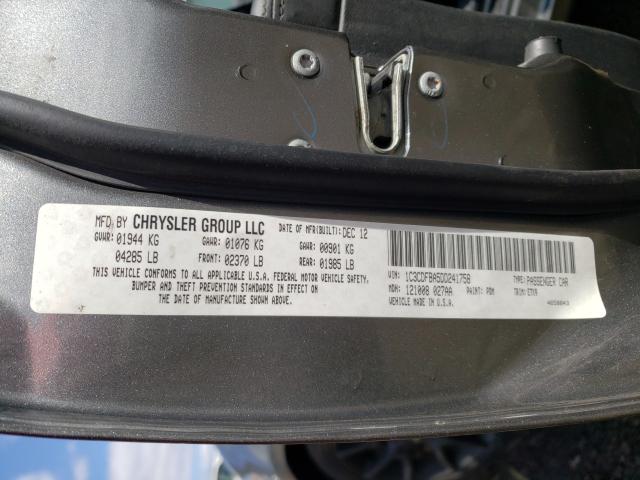 MFD BY CHRYSLER GROUP LLC DATE OF MFR(BUILT): DEC 12
GVWR: 01944 KG GAWR: 01076 KG GAWR: 00901 KG
04285 LB FRONT: 02370 LB REAR: 01985 LB
THIS VEHICLE CONFORMS TO ALL APPLICABLE U.S.A. FEDERAL MOTOR VEHICLE SAFETY,
BUMPER AND THEFT PREVENTION STANDARDS IN EFFECT ON
THE DATE OF MANUFACTURE SHOWN ABOVE.
VIN: 1C3CDFBA5DD241758 TYPE: PASSENGER CAR
MDH: 121008 027AA PAINT: PDM TRIM: ETX9
VEHICLE MADE IN U.S.A. 4658043